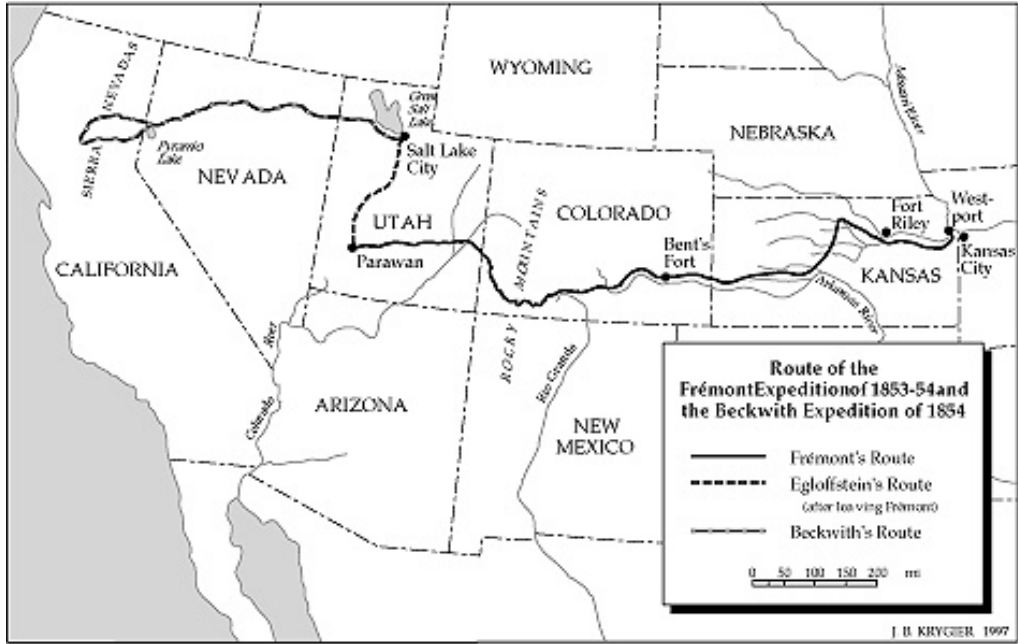 WYOMING
NEBRASKA
Missouri River
SIERRA
NEVADAS
Great
Salt
Lake
Pyramid
Lake
Salt Lake
City
NEVADA
UTAH
Parawan
CALIFORNIA
ROCKY
MOUNTAINS
COLORADO
Bent's
Fort
Fort
Riley
West-
port
Kansas
City
KANSAS
Arkansas River
Colorado
River
ARIZONA
Rio Grande
NEW
MEXICO
Route of the
FrémontExpeditionof 1853-54and
the Beckwith Expedition of 1854
Frémont's Route
Egloffstein's Route
(after leaving Frémont)
Beckwith's Route
0 50 100 150 200 mi
J. B. KRYGIER 1997